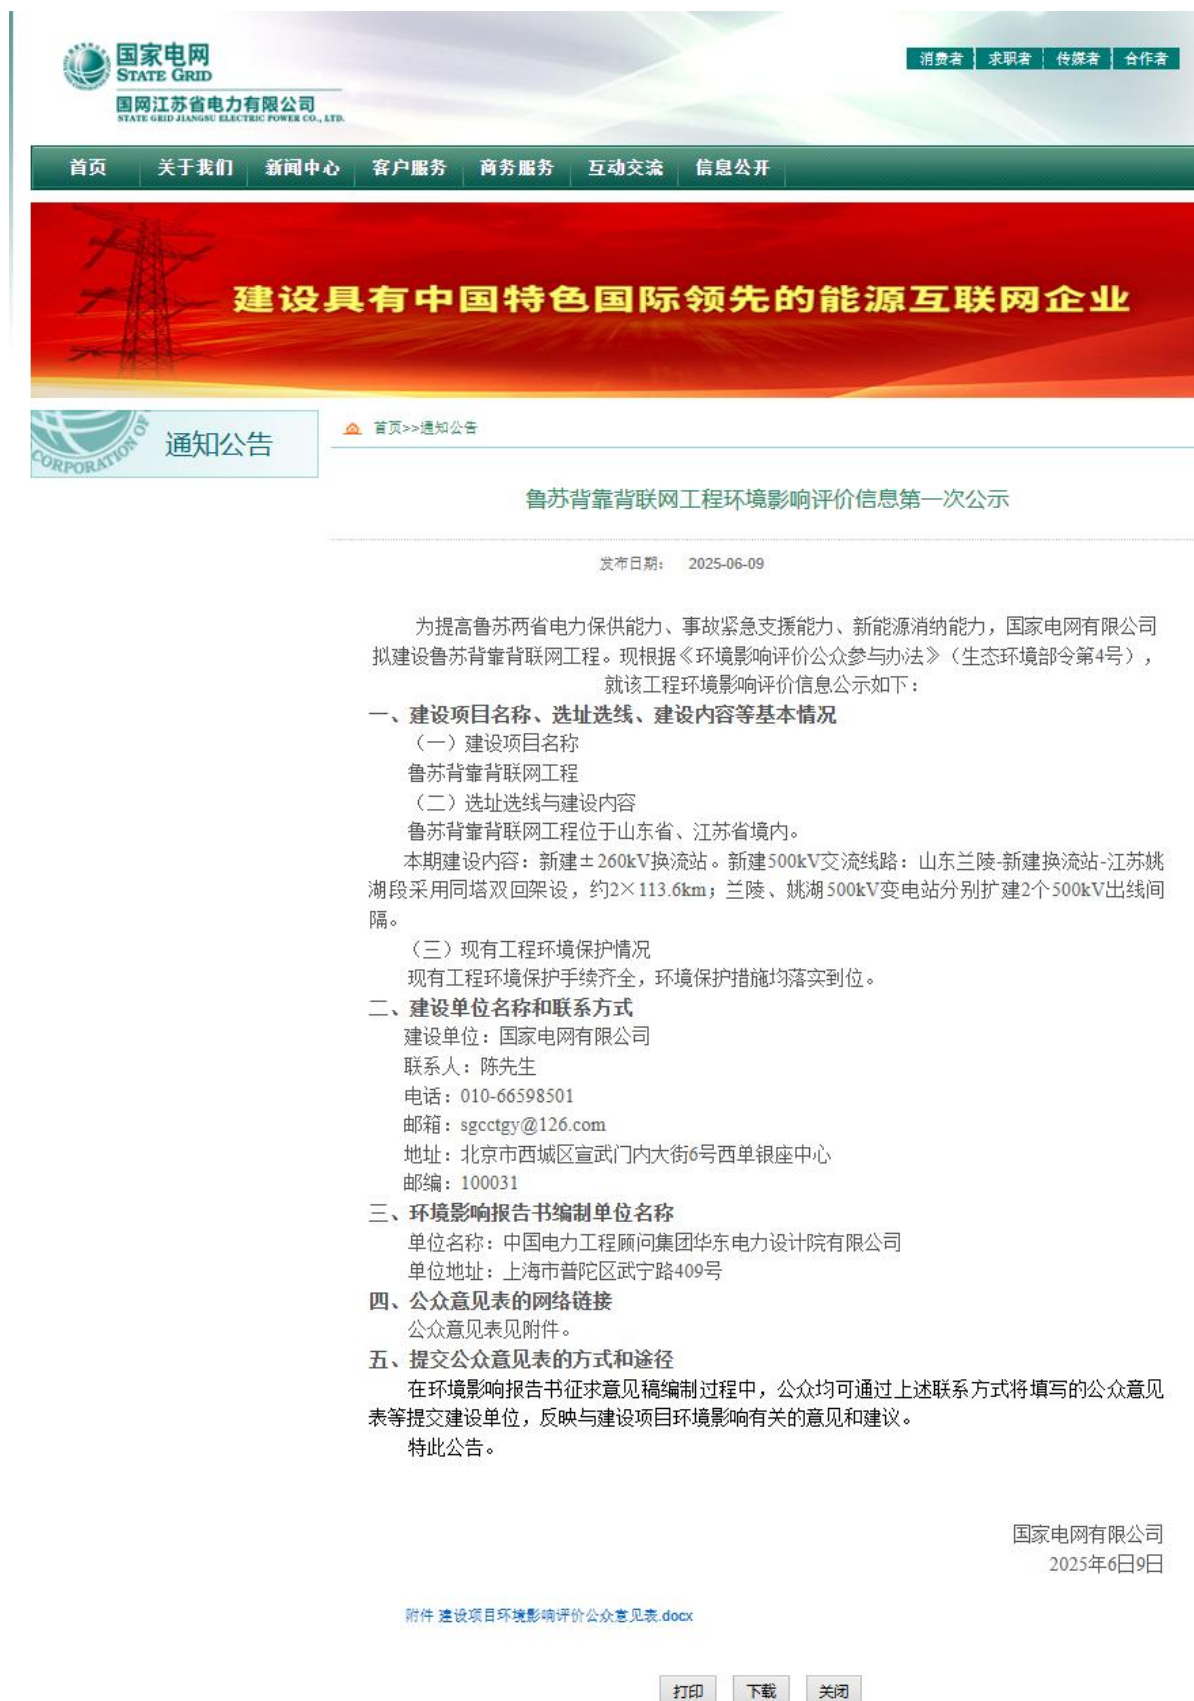 国家电网
STATE GRID
国网江苏省电力有限公司
STATE GRID JIANGSU ELECTRIC POWER CO., LTD.
消费者 求职者 传媒者 合作者
首页 关于我们 新闻中心 客户服务 商务服务 互动交流 信息公开
建设具有中国特色国际领先的能源互联网企业
CORPORATION OF
通知公告
首页>>通知公告
鲁苏背靠背联网工程环境影响评价信息第一次公示
发布日期： 2025-06-09
为提高鲁苏两省电力保供能力、事故紧急支援能力、新能源消纳能力，国家电网有限公司
拟建设鲁苏背靠背联网工程。现根据《环境影响评价公众参与办法》（生态环境部令第4号），
就该工程环境影响评价信息公示如下：
一、建设项目名称、选址选线、建设内容等基本情况
（一）建设项目名称
鲁苏背靠背联网工程
（二）选址选线与建设内容
鲁苏背靠背联网工程位于山东省、江苏省境内。
本期建设内容：新建±260kV换流站。新建500kV交流线路：山东兰陵-新建换流站-江苏姚
湖段采用同塔双回架设，约2×113.6km；兰陵、姚湖500kV变电站分别扩建2个500kV出线间
隔。
（三）现有工程环境保护情况
现有工程环境保护手续齐全，环境保护措施均落实到位。
二、建设单位名称和联系方式
建设单位：国家电网有限公司
联系人：陈先生
电话：010-66598501
邮箱：sgcctgy@126.com
地址：北京市西城区宣武门内大街6号西单银座中心
邮编：100031
三、环境影响报告书编制单位名称
单位名称：中国电力工程顾问集团华东电力设计院有限公司
单位地址：上海市普陀区武宁路409号
四、公众意见表的网络链接
公众意见表见附件。
五、提交公众意见表的方式和途径
在环境影响报告书征求意见稿编制过程中，公众均可通过上述联系方式将填写的公众意见
表等提交建设单位，反映与建设项目环境影响有关的意见和建议。
特此公告。
国家电网有限公司
2025年6日9日
附件 建设项目环境影响评价公众意见表.docx
打印 下载 关闭